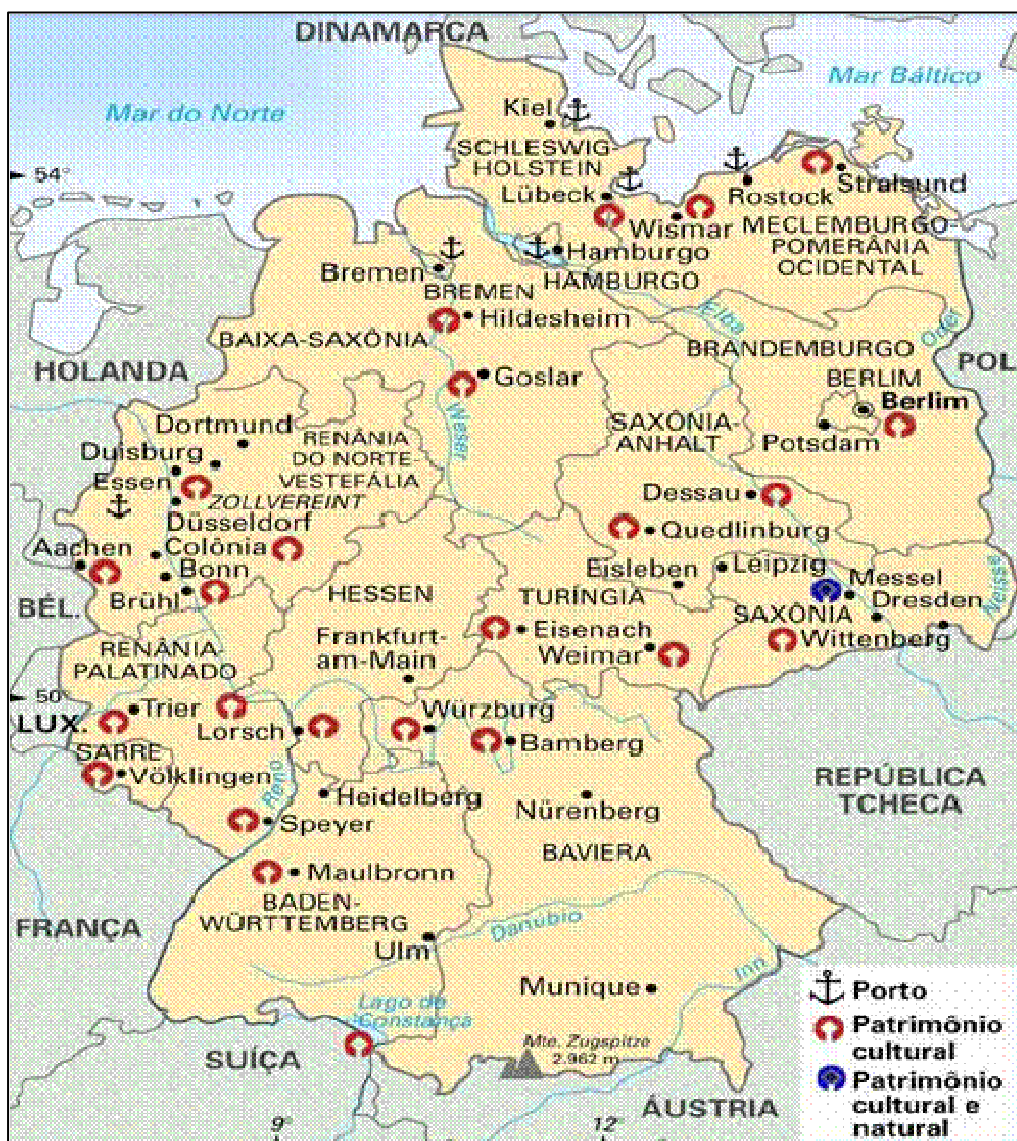 DINAMARCA
Mar do Norte
Mar Báltico
Kiel
SCHLESWIG-
HOLSTEIN
54°
Lübeck
Rostock
Stralsund
Wismar
MECLEMBURGO-
POMERÂNIA
OCIDENTAL
Hamburgo
HAMBURGO
Bremen
BREMEN
Elba
Oder
Hildesheim
BAIXA-SAXÔNIA
BRANDEMBURGO
HOLANDA
POL
BERLIM
Berlim
Goslar
Weser
SAXÔNIA-
ANHALT
Potsdam
Dortmund
REINÂNIA
DO NORTE-
VESTEFÁLIA
Duisburg
Essen
ZOLLVEREINT
Dessau
Düsseldorf
Quedlinburg
Aachen
Colônia
Bonn
Brühl
BÉL.
HESSEN
Eisleben
Leipzig
TURÍNGIA
Messel
Dresden
Neisse
SAXÔNIA
Wittenberg
Eisenach
Weimar
RENÂNIA-
PALATINADO
Frankfurt-
am-Main
50°
LUX.
Trier
Lorsch
Würzburg
Bamberg
SARRE
Völklingen
Reno
Heidelberg
Nürenberg
REPÚBLICA
TCHECA
Speyer
BAVIERA
Maulbronn
BADEN-
WÜRTTEMBERG
FRANÇA
Danúbio
Ulm
Inn
Munique
Lago de
Constança
SUÍÇA
Mte. Zugspitze
2.962 m
ÁUSTRIA
9°
12°
Porto
Patrimônio
cultural
Patrimônio
cultural e
natural